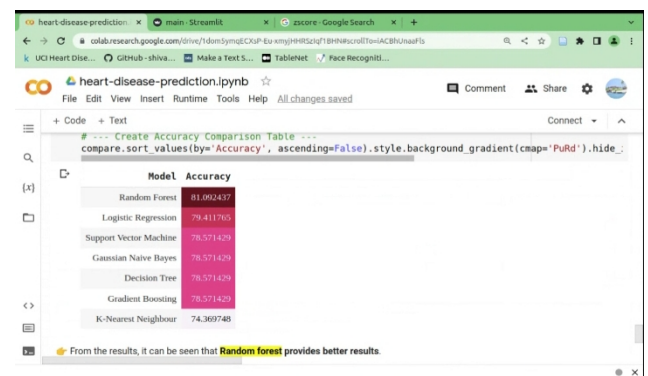 heart-disease-prediction.i
main · Streamlit
zscore - Google Search
colab.research.google.com/drive/1domSymqECXsP-Eu-xmyjHHRSzIqf1BHN#scrollTo=iACBhUnaaFls
UCI Heart Dise...
GitHub - shiva...
Make a Text S...
TableNet
Face Recogniti...
heart-disease-prediction.ipynb
Comment
Share
File Edit View Insert Runtime Tools Help All changes saved
+ Code + Text
Connect
# --- Create Accuracy Comparison Table ---
compare.sort_values(by='Accuracy', ascending=False).style.background_gradient(cmap='PuRd').hide_
{x}
Model Accuracy
Random Forest 81.092437
Logistic Regression 79.411765
Support Vector Machine 78.571429
Gaussian Naive Bayes 78.571429
Decision Tree 78.571429
Gradient Boosting 78.571429
K-Nearest Neighbour 74.369748
From the results, it can be seen that Random forest provides better results.